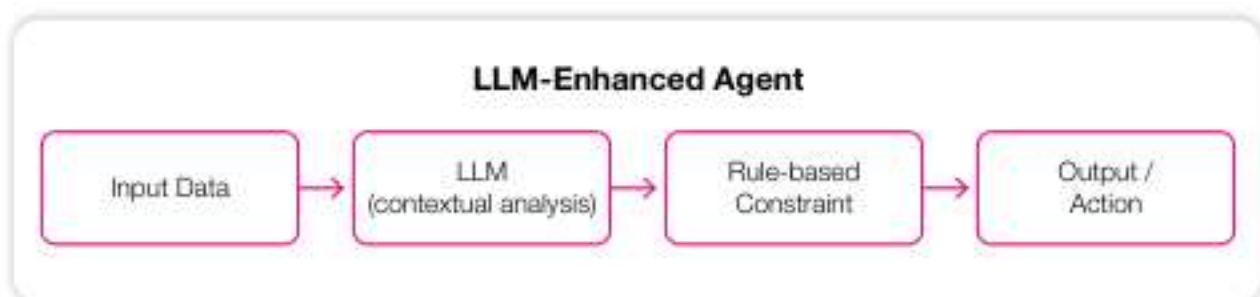 LLM-Enhanced Agent
Input Data
LLM
(contextual analysis)
Rule-based
Constraint
Output /
Action